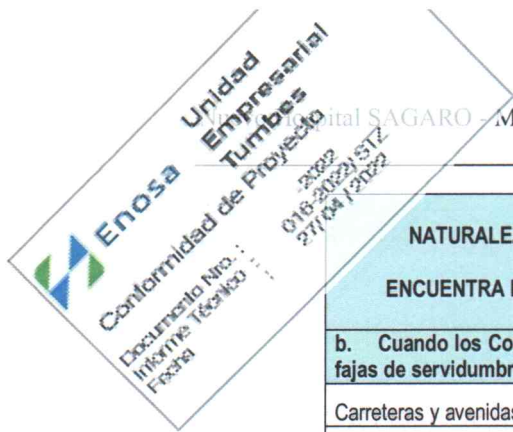 Enosa
Unidad
Empresarial
Tumbes
Conformidad de Proyecto
Documento Nro. : -2022
Informe Técnico : 016-2022/ STZ
Fecha : 27/04/2022
Hospital SAGARO - M
NATURALE
ENCUENTRA
b. Cuando los Co
fajas de servidumbr
Carreteras y avenidas